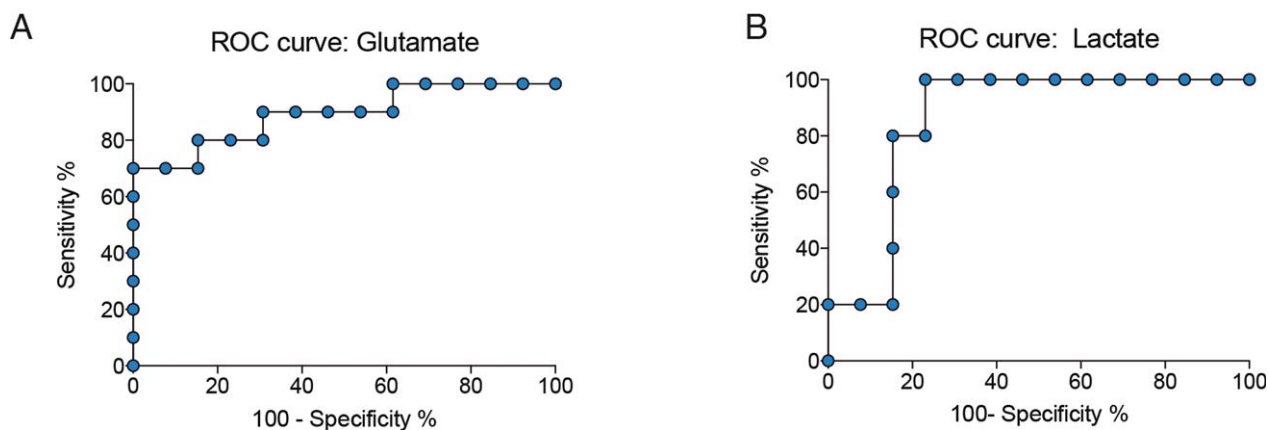 A
ROC curve: Glutamate
Sensitivity %
100
80
60
40
20
0
0 20 40 60 80 100
100 - Specificity %
B
ROC curve: Lactate
Sensitivity %
100
80
60
40
20
0
0 20 40 60 80 100
100- Specificity %